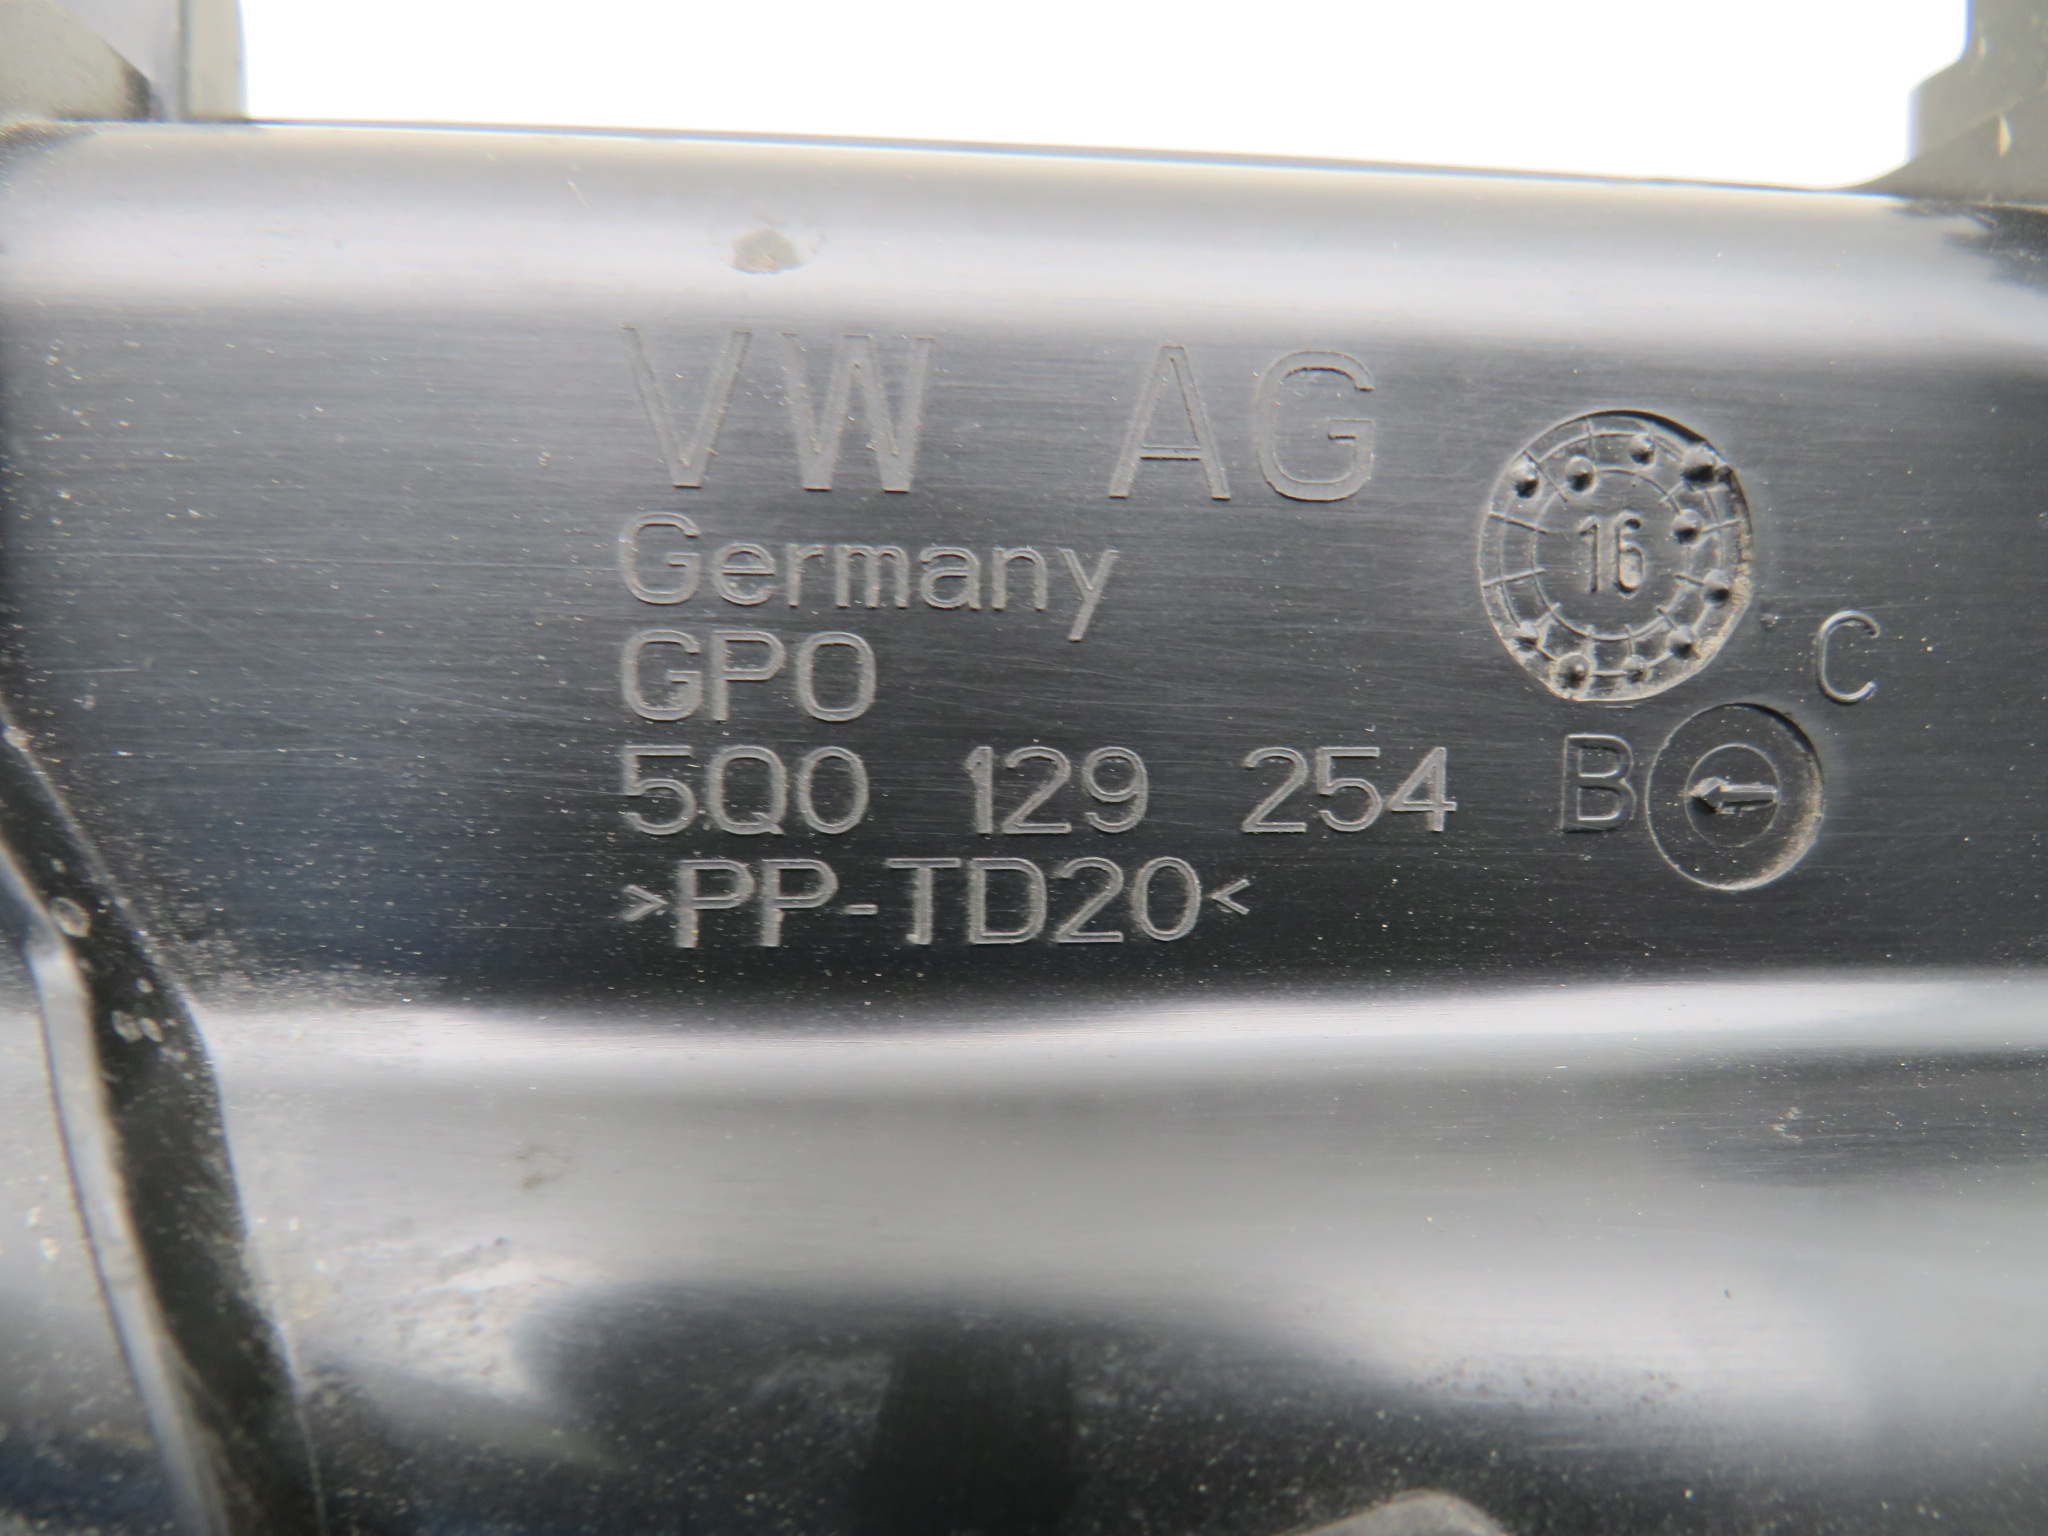 VW AG
Germany
GPO
5Q0 129 254 B
>PP-TD20<
16
C